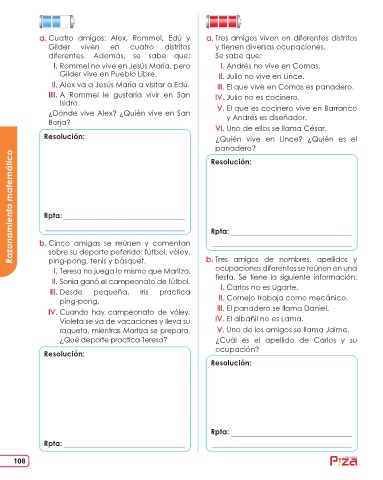 a. Cuatro amigos: Alex, Rommel, Edú y
Gilder viven en cuatro distritos
diferentes. Además, se sabe que:
I. Rommel no vive en Jesús María, pero
Gilder vive en Pueblo Libre.
II. Alex va a Jesús María a visitar a Edú.
III. A Rommel le gustaría vivir en San
Isidro.
¿Dónde vive Alex? ¿Quién vive en San
Borja?
Resolución:
Rpta:
b. Cinco amigas se reúnen y comentan
sobre su deporte peferido: fútbol, vóley,
ping-pong, tenis y básquet.
I. Teresa no juega lo mismo que Maritza.
II. Sonia ganó el campeonato de fútbol.
III. Desde pequeña, Iris practica
ping-pong.
IV. Cuando hay campeonato de vóley,
Violeta se va de vacaciones y lleva su
raqueta, mientras Maritza se prepara.
¿Qué deporte practica Teresa?
Resolución:
Rpta:
a. Tres amigos viven en diferentes distritos
y tienen diversas ocupaciones.
Se sabe que:
I. Andrés no vive en Comas.
II. Julio no vive en Lince.
III. El que vive en Comas es panadero.
IV. Julio no es cocinero.
V. El que es cocinero vive en Barranco
y Andrés es diseñador.
VI. Uno de ellos se llama César.
¿Quién vive en Lince? ¿Quién es el
panadero?
Resolución:
Rpta:
b. Tres amigos de nombres, apellidos y
ocupaciones diferentes se reúnen en una
fiesta. Se tiene la siguiente información:
I. Carlos no es Ugarte.
II. Cornejo trabaja como mecánico.
III. El panadero se llama Daniel.
IV. El albañil no es Lama.
V. Uno de los amigos se llama Jaime.
¿Cuál es el apellido de Carlos y su
ocupación?
Resolución:
Rpta:
Razonamiento matemático
108
Pizza